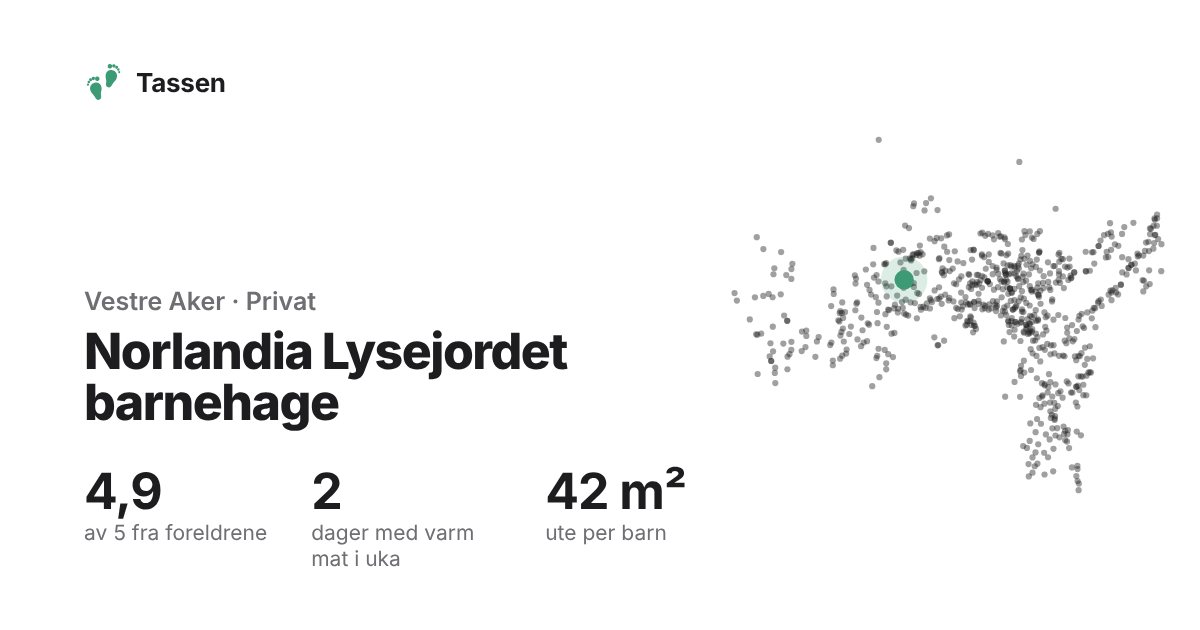 Tassen
Vestre Aker · Privat
Norlandia Lysejordet
barnehage
4,9
av 5 fra foreldrene
2
dager med varm
mat i uka
42 m²
ute per barn